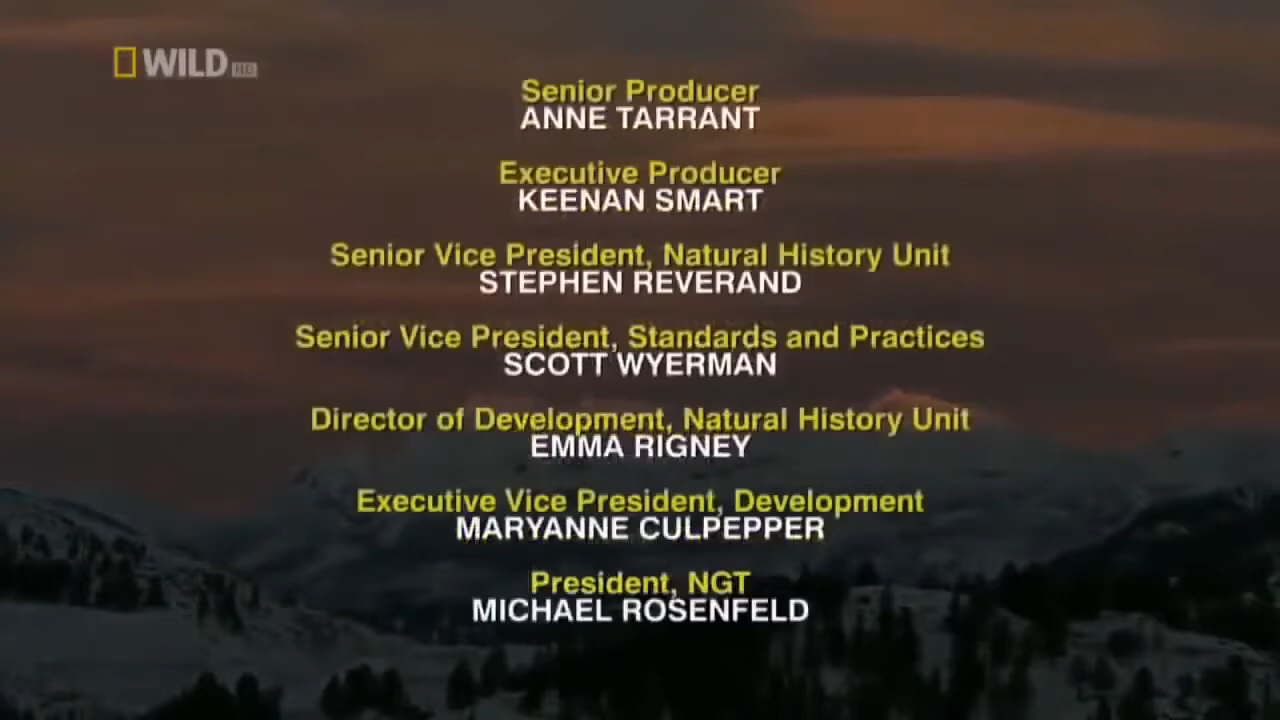 WILD HD
Senior Producer
ANNE TARRANT
Executive Producer
KEENAN SMART
Senior Vice President, Natural History Unit
STEPHEN REVERAND
Senior Vice President, Standards and Practices
SCOTT WYERMAN
Director of Development, Natural History Unit
EMMA RIGNEY
Executive Vice President, Development
MARYANNE CULPEPPER
President, NGT
MICHAEL ROSENFELD